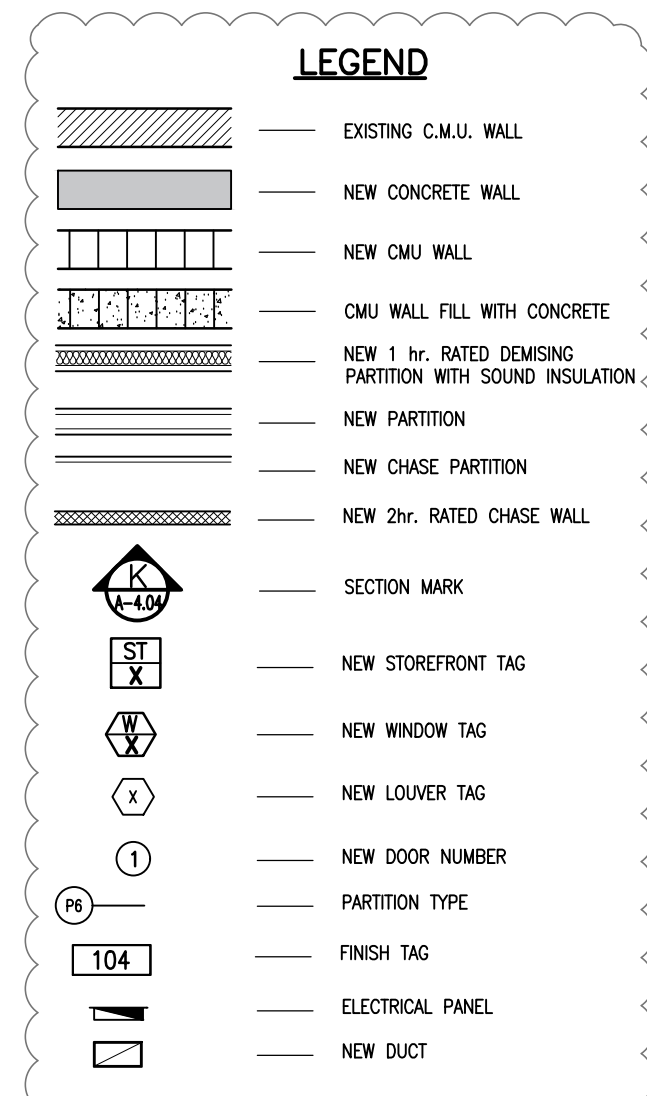 LEGEND
EXISTING C.M.U. WALL
NEW CONCRETE WALL
NEW CMU WALL
CMU WALL FILL WITH CONCRETE
NEW 1 hr. RATED DEMISING
PARTITION WITH SOUND INSULATION
NEW PARTITION
NEW CHASE PARTITION
NEW 2hr. RATED CHASE WALL
K
A-4.04
SECTION MARK
ST
X
NEW STOREFRONT TAG
W
X
NEW WINDOW TAG
X
NEW LOUVER TAG
1
NEW DOOR NUMBER
P6
PARTITION TYPE
104
FINISH TAG
ELECTRICAL PANEL
NEW DUCT